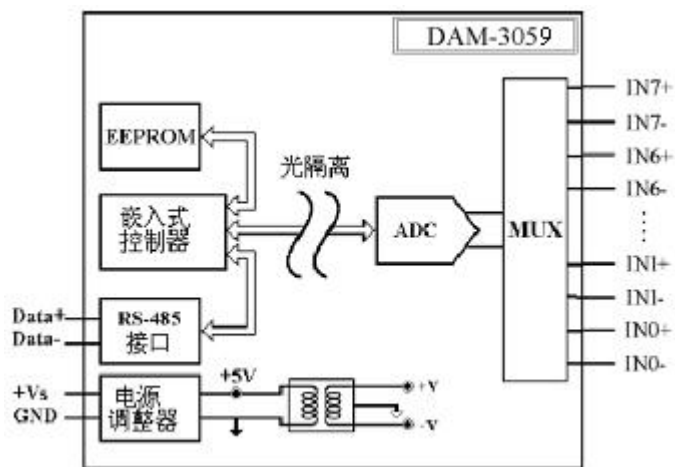 DAM-3059
IN7+
IN7-
IN6+
IN6-
IN1+
IN1-
IN0+
IN0-
EEPROM
光隔离
嵌入式
控制器
ADC
MUX
Data+
Data-
RS-485
接口
+5V
+V
-V
+Vs
GND
电源
调整器